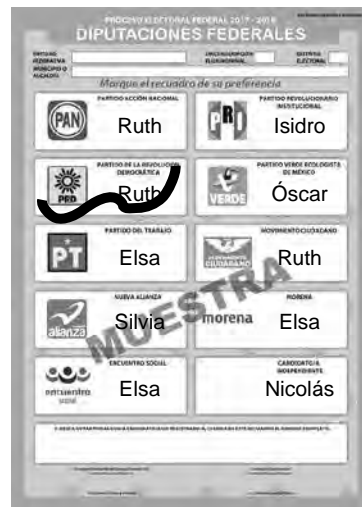 PROCESO ELECTORAL FEDERAL 2017 - 2018
DIPUTACIONES FEDERALES
ENTIDAD FEDERATIVA
CIRCUNSCRIPCIÓN PLURINOMINAL
DISTRITO ELECTORAL
MUNICIPIO O ALCALDÍA
Marque el recuadro de su preferencia
PAN
PARTIDO ACCIÓN NACIONAL
Ruth
PRI
PARTIDO REVOLUCIONARIO
INSTITUCIONAL
Isidro
PRD
PARTIDO DE LA REVOLUCIÓN
DEMOCRÁTICA
Ruth
VERDE
PARTIDO VERDE ECOLOGISTA
DE MÉXICO
Óscar
PT
PARTIDO DEL TRABAJO
Elsa
MOVIMIENTO CIUDADANO
MOVIMIENTO CIUDADANO
Ruth
alianza
NUEVA ALIANZA
Silvia
morena
MORENA
Elsa
encuentro social
ENCUENTRO SOCIAL
Elsa
CANDIDATO/A
INDEPENDIENTE
Nicolás
MUESTRA